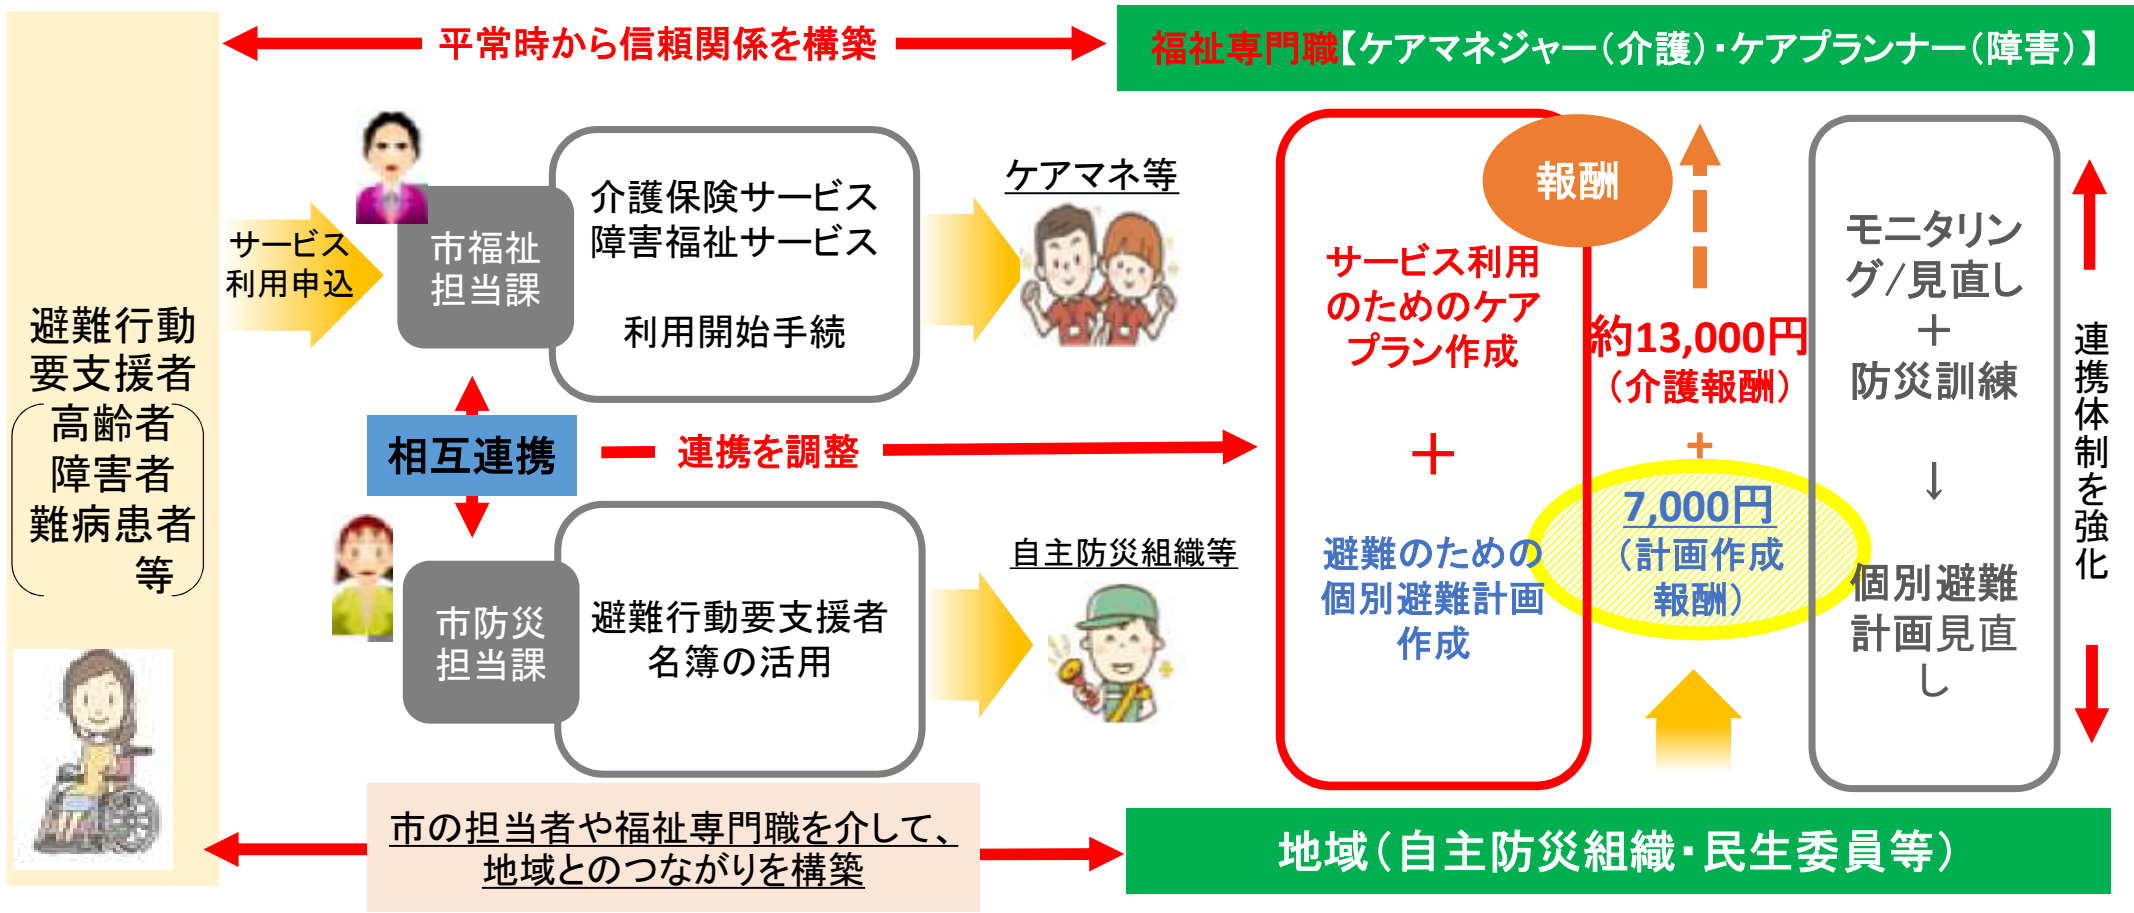 平常時から信頼関係を構築
福祉専門職【ケアマネジャー（介護）・ケアプランナー（障害）】
避難行動
要支援者
高齢者
障害者
難病患者
等
サービス
利用申込
市福祉
担当課
介護保険サービス
障害福祉サービス
利用開始手続
ケアマネ等
相互連携
連携を調整
市防災
担当課
避難行動要支援者
名簿の活用
自主防災組織等
市の担当者や福祉専門職を介して、
地域とのつながりを構築
報酬
サービス利用
のためのケア
プラン作成
＋
避難のための
個別避難計画
作成
約13,000円
（介護報酬）
+
7,000円
（計画作成
報酬）
モニタリン
グ/見直し
＋
防災訓練
↓
個別避難
計画見直
し
連携体制を強化
地域（自主防災組織・民生委員等）